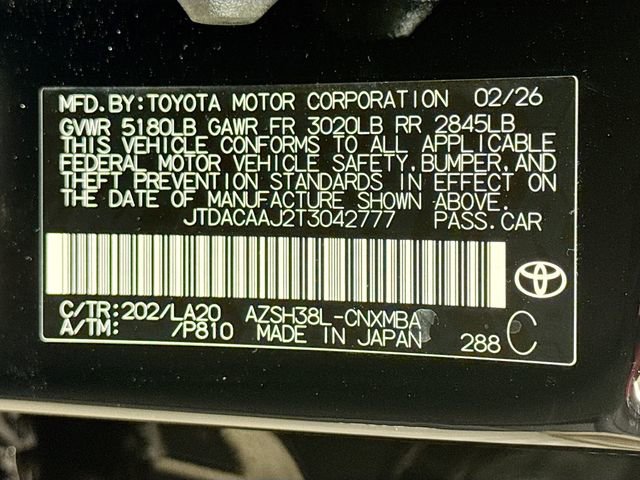 MFD.BY:TOYOTA MOTOR CORPORATION 02/26
GVWR 5180LB GAWR FR 3020LB RR 2845LB
THIS VEHICLE CONFORMS TO ALL APPLICABLE
FEDERAL MOTOR VEHICLE SAFETY,BUMPER,AND
THEFT PREVENTION STANDARDS IN EFFECT ON
THE DATE OF MANUFACTURE SHOWN ABOVE.
JTDACAAJ2T3042777 PASS.CAR
C/TR:202/LA20 AZSH38L-CNXMBA
A/TM: /P810 MADE IN JAPAN 288 C